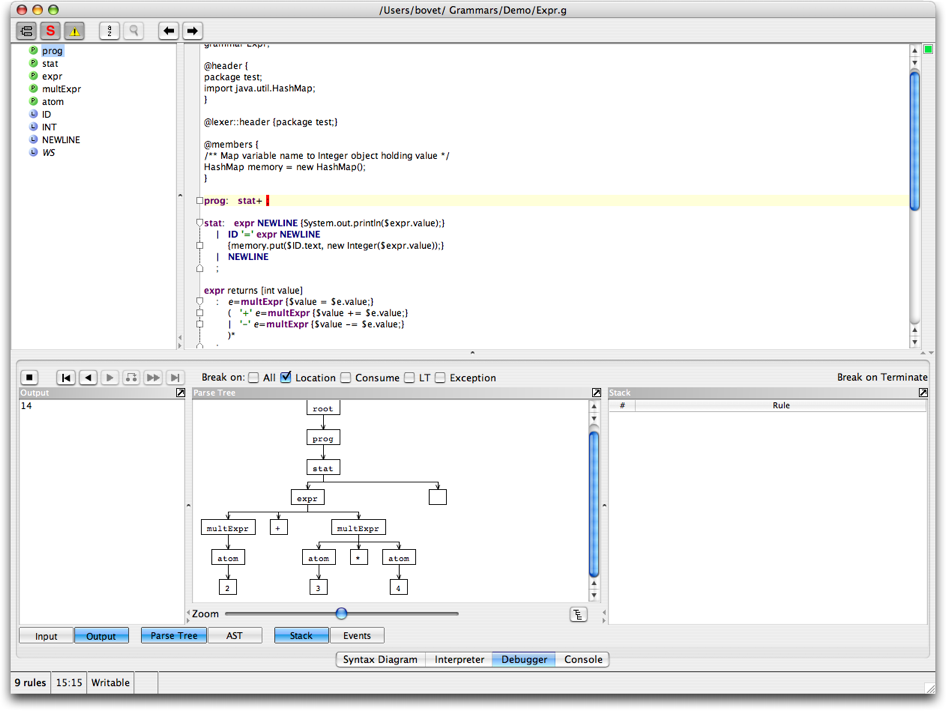 /Users/bovet/ Grammars/Demo/Expr.g
S
prog
stat
expr
multExpr
atom
ID
INT
NEWLINE
WS
grammar Expr;
@header {
package test;
import java.util.HashMap;
}
@lexer::header {package test;}
@members {
/** Map variable name to Integer object holding value */
HashMap memory = new HashMap();
}
prog: stat+
stat: expr NEWLINE {System.out.println($expr.value);}
| ID '=' expr NEWLINE
{memory.put($ID.text, new Integer($expr.value));}
| NEWLINE
;
expr returns [int value]
: e=multExpr {$value = $e.value;}
( '+' e=multExpr {$value += $e.value;}
| '-' e=multExpr {$value -= $e.value;}
)*
Break on: All Location Consume LT Exception
Break on Terminate
Output
Parse Tree
Stack
14
root
prog
stat
expr
multExpr + multExpr
atom atom * atom
2 3 4
# Rule
Zoom
Input Output Parse Tree AST Stack Events
Syntax Diagram Interpreter Debugger Console
9 rules 15:15 Writable